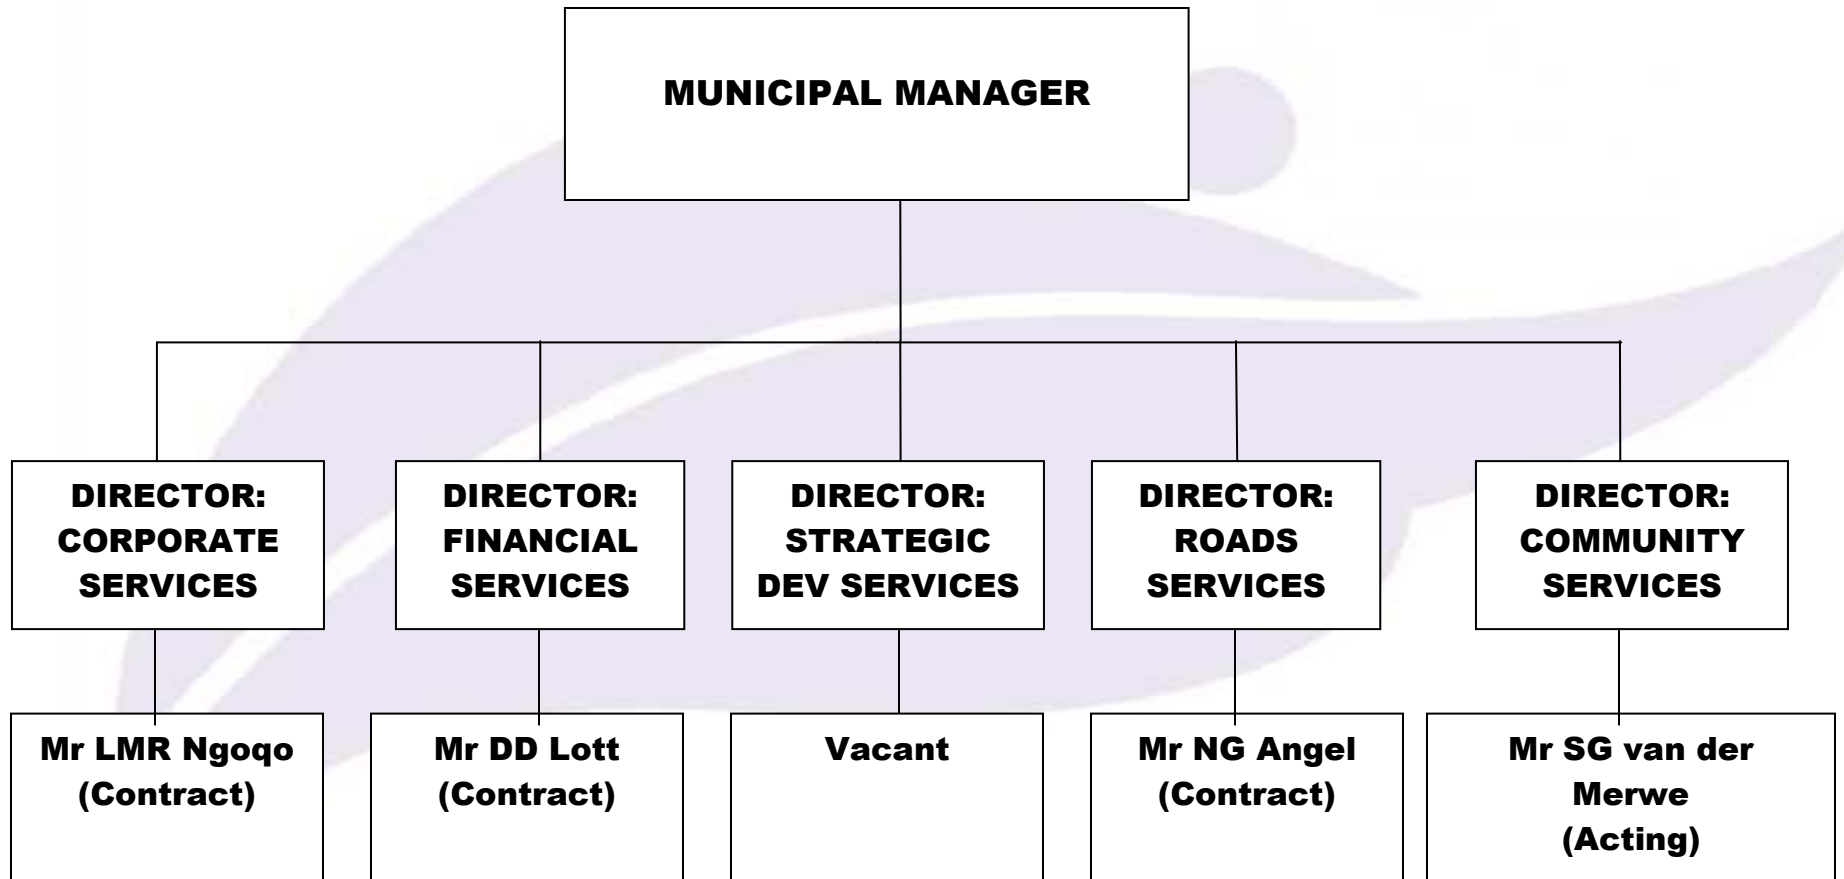 MUNICIPAL MANAGER
DIRECTOR:
CORPORATE
SERVICES
DIRECTOR:
FINANCIAL
SERVICES
DIRECTOR:
STRATEGIC
DEV SERVICES
DIRECTOR:
ROADS
SERVICES
DIRECTOR:
COMMUNITY
SERVICES
Mr LMR Ngoqo
(Contract)
Mr DD Lott
(Contract)
Vacant
Mr NG Angel
(Contract)
Mr SG van der
Merwe
(Acting)